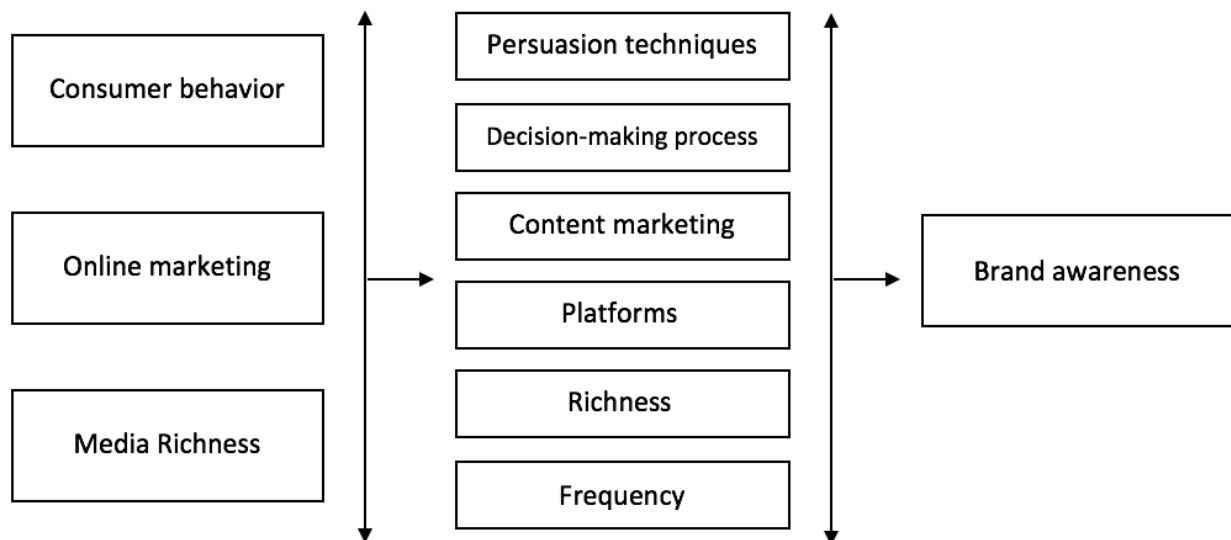 Consumer behavior
Online marketing
Media Richness
Persuasion techniques
Decision-making process
Content marketing
Platforms
Richness
Frequency
Brand awareness